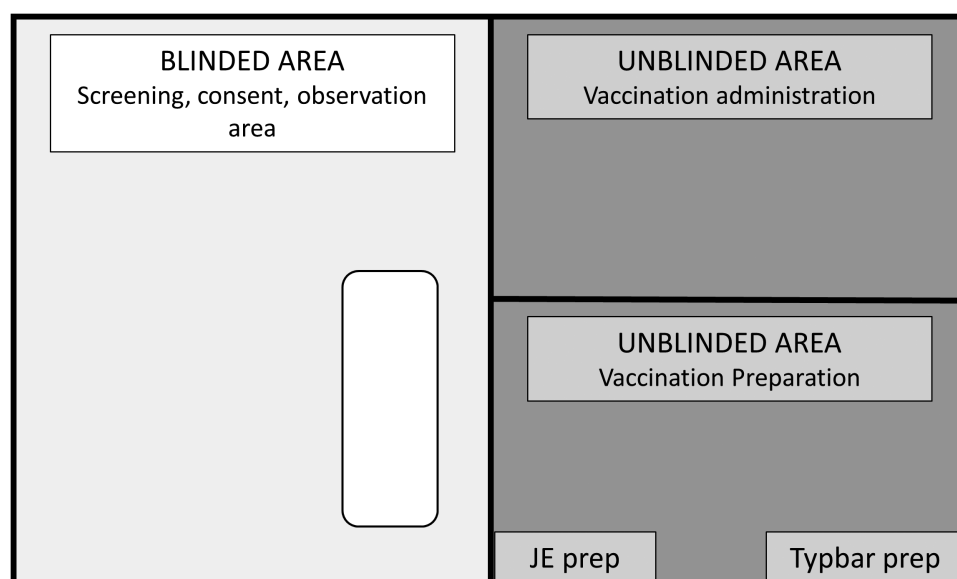 BLINDED AREA
Screening, consent, observation
area
UNBLINDED AREA
Vaccination administration
UNBLINDED AREA
Vaccination Preparation
JE prep
Typbar prep